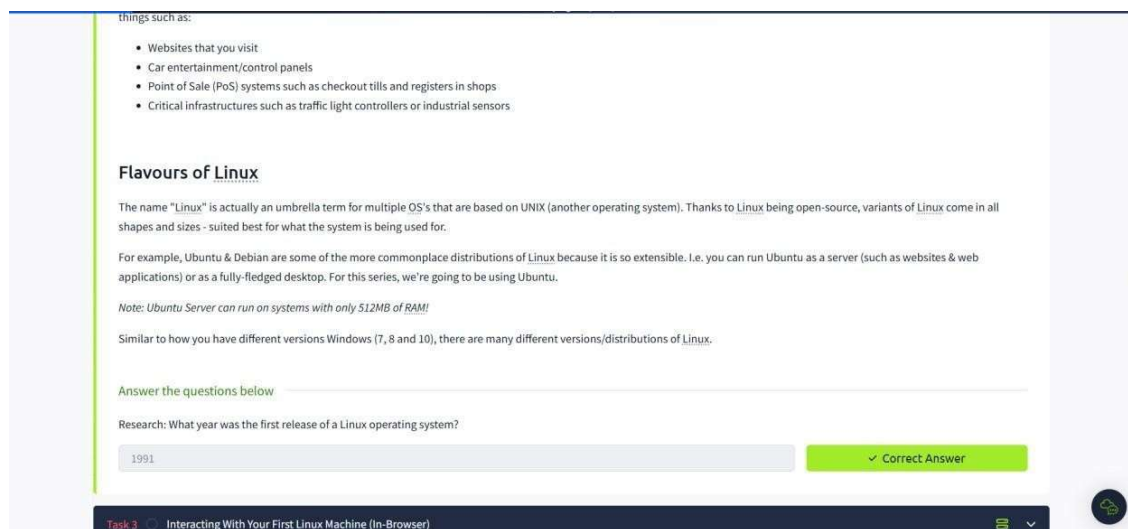 things such as:
Websites that you visit
Car entertainment/control panels
Point of Sale (PoS) systems such as checkout tills and registers in shops
Critical infrastructures such as traffic light controllers or industrial sensors
Flavours of Linux
The name "Linux" is actually an umbrella term for multiple OS's that are based on UNIX (another operating system). Thanks to Linux being open-source, variants of Linux come in all
shapes and sizes - suited best for what the system is being used for.
For example, Ubuntu & Debian are some of the more commonplace distributions of Linux because it is so extensible. I.e. you can run Ubuntu as a server (such as websites & web
applications) or as a fully-fledged desktop. For this series, we're going to be using Ubuntu.
Note: Ubuntu Server can run on systems with only 512MB of RAM!
Similar to how you have different versions Windows (7, 8 and 10), there are many different versions/distributions of Linux.
Answer the questions below
Research: What year was the first release of a Linux operating system?
1991
Correct Answer
Task 3 Interacting With Your First Linux Machine (In-Browser)